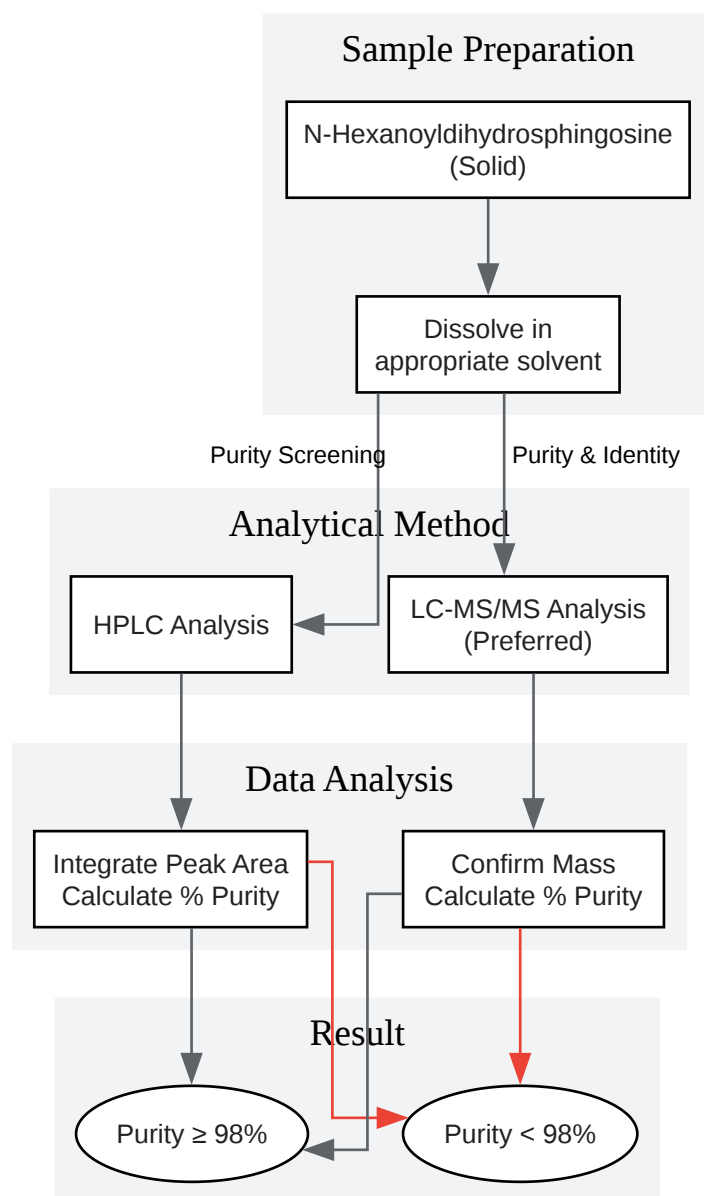 Sample Preparation
N-Hexanoyldihydrosphingosine
(Solid)
Dissolve in
appropriate solvent
Purity Screening
Purity & Identity
Analytical Method
HPLC Analysis
LC-MS/MS Analysis
(Preferred)
Data Analysis
Integrate Peak Area
Calculate % Purity
Confirm Mass
Calculate % Purity
Result
Purity ≥ 98%
Purity < 98%